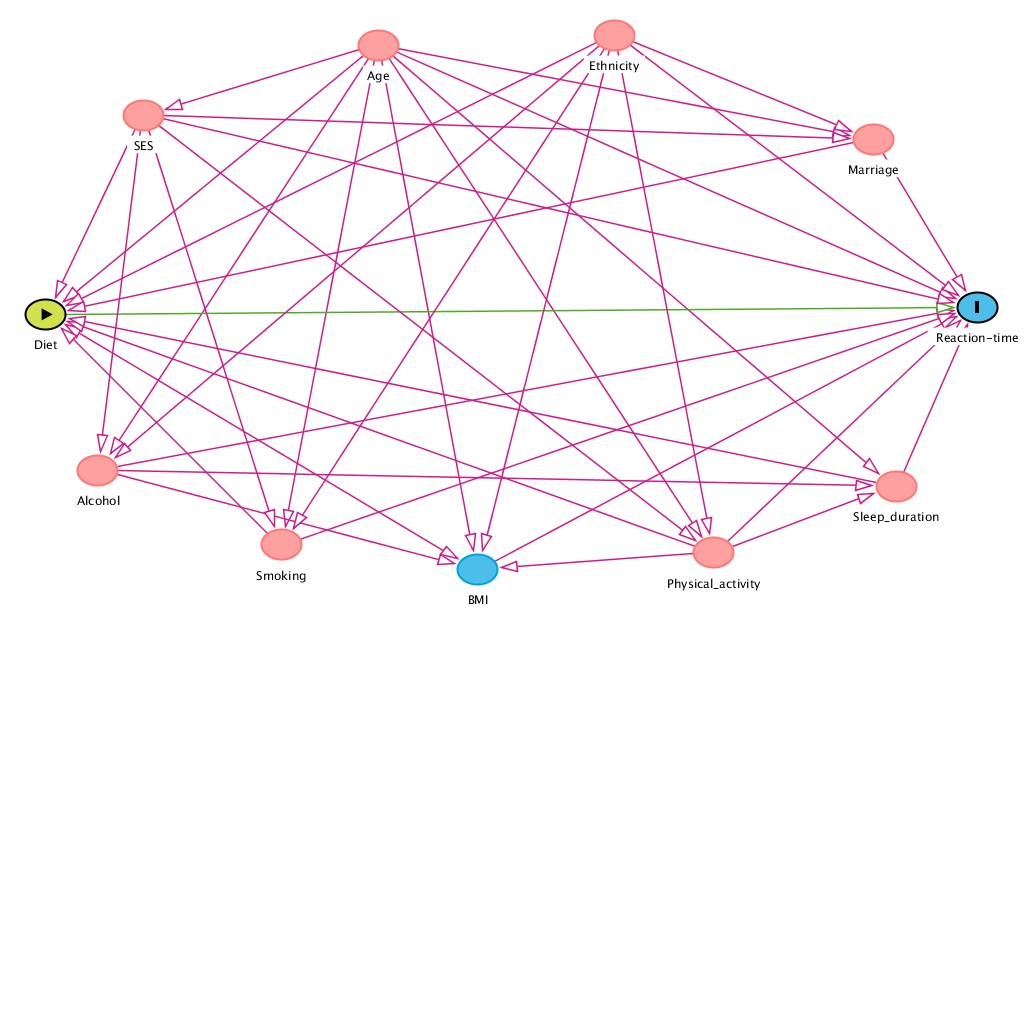 Age
Ethnicity
SES
Marriage
Diet
Reaction-time
Alcohol
Sleep_duration
Smoking
Physical_activity
BMI